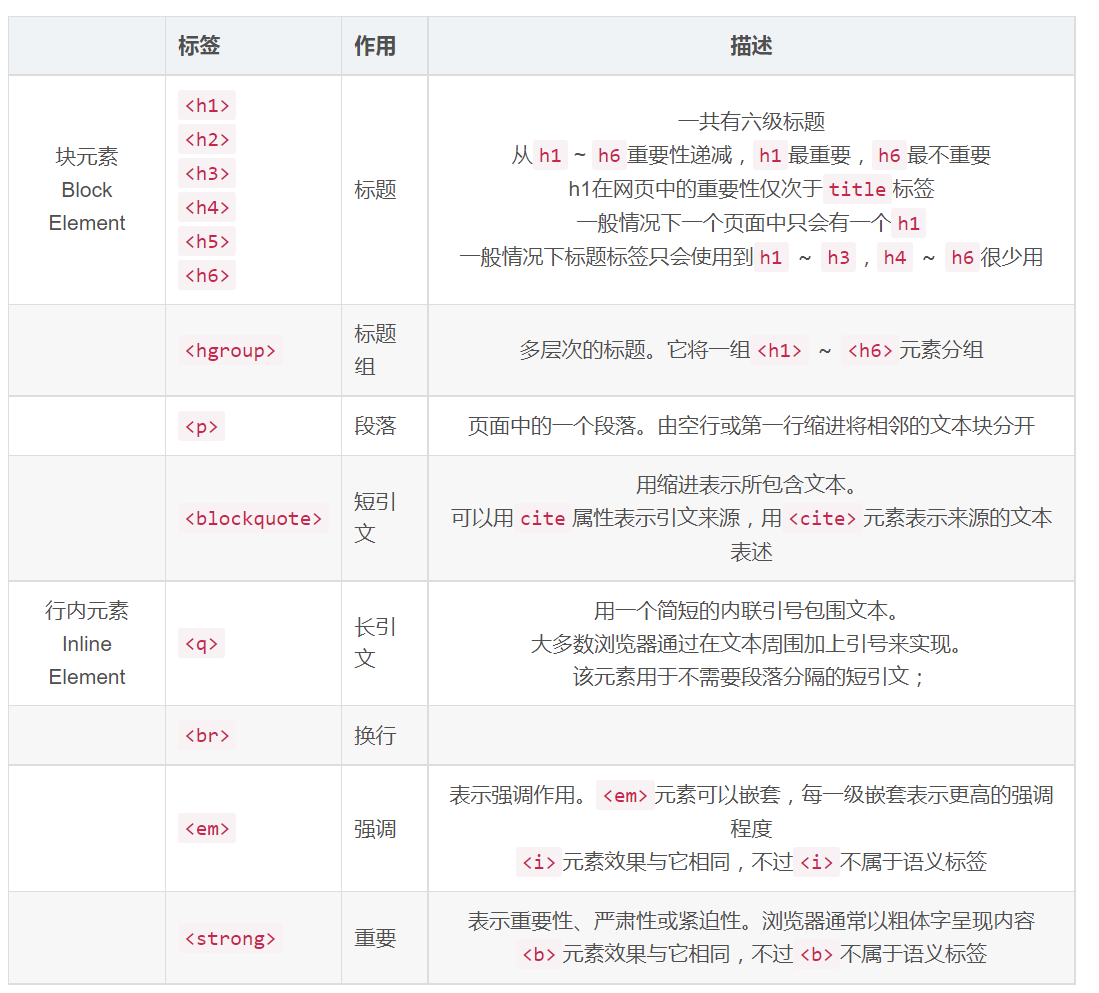 标签 作用 描述
块元素
Block
Element
<h1>
<h2>
<h3>
<h4>
<h5>
<h6>
标题
一共有六级标题
从 h1 ~ h6 重要性递减，h1 最重要，h6 最不重要
h1在网页中的重要性仅次于 title 标签
一般情况下一个页面中只会有一个 h1
一般情况下标题标签只会使用到 h1 ~ h3，h4 ~ h6 很少用
<hgroup>
标题
组
多层次的标题。它将一组 <h1> ~ <h6> 元素分组
<p>
段落
页面中的一个段落。由空行或第一行缩进将相邻的文本块分开
<blockquote>
短引
文
用缩进表示所包含文本。
可以用 cite 属性表示引文来源，用 <cite> 元素表示来源的文本
表述
行内元素
Inline
Element
<q>
长引
文
用一个简短的内联引号包围文本。
大多数浏览器通过在文本周围加上引号来实现。
该元素用于不需要段落分隔的短引文；
<br>
换行
<em>
强调
表示强调作用。<em> 元素可以嵌套，每一级嵌套表示更高的强调
程度
<i> 元素效果与它相同，不过 <i> 不属于语义标签
<strong>
重要
表示重要性、严肃性或紧迫性。浏览器通常以粗体字呈现内容
<b> 元素效果与它相同，不过 <b> 不属于语义标签